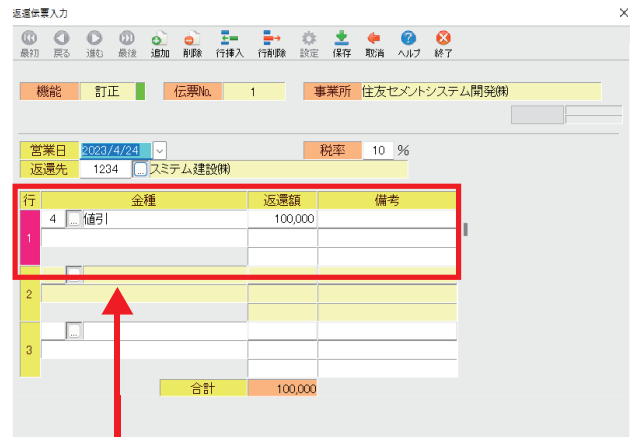 返還伝票入力
最初 戻る 進む 最後 追加 削除 行挿入 行削除 設定 保存 取消 ヘルプ 終了
機能 訂正 伝票No. 1 事業所 住友セメントシステム開発㈱
営業日 2023/4/24 税率 10 %
返還先 1234 ... スミテム建設㈱
行 金種 返還額 備考
1 4 ... 値引 100,000
2 ...
3 ...
合計 100,000